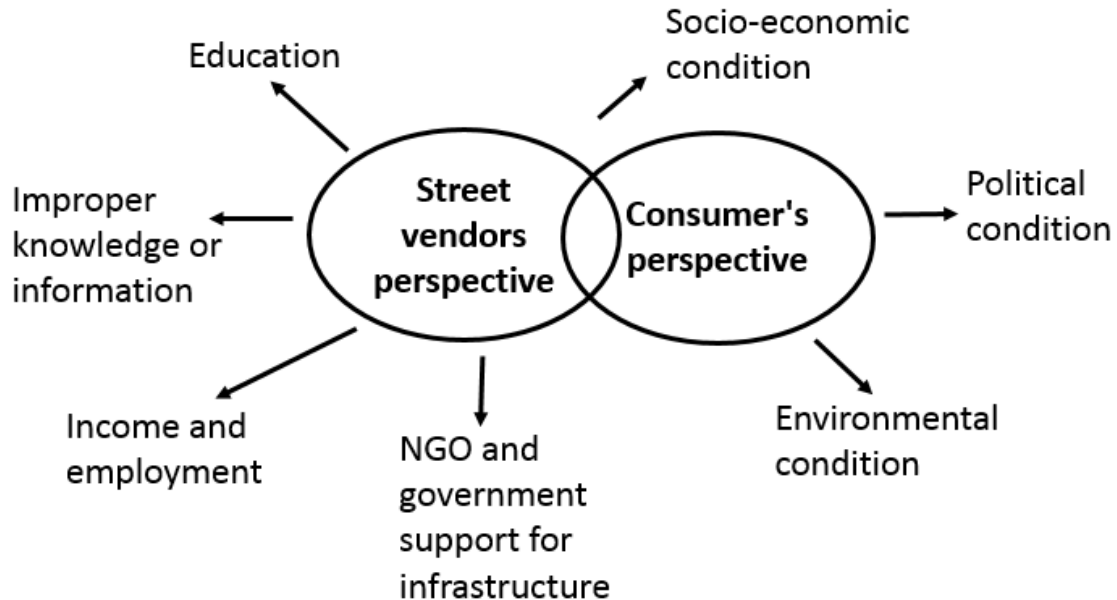 Education
Socio-economic
condition
Improper
knowledge or
information
Street
vendors
perspective
Consumer's
perspective
Political
condition
Income and
employment
NGO and
government
support for
infrastructure
Environmental
condition